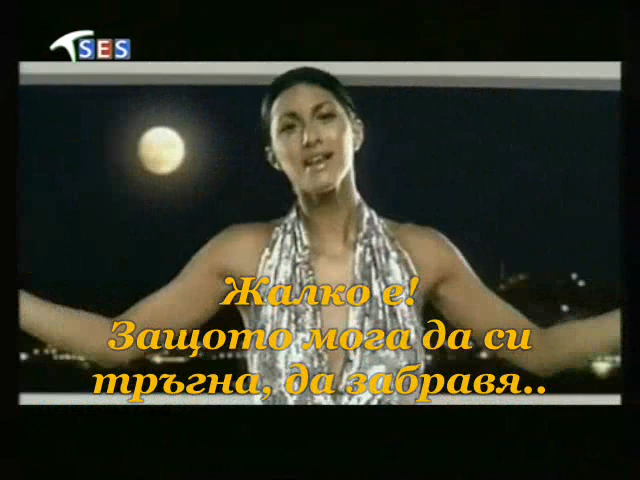 SES
Жалко е!
Защото мога да си
тръгна, да забравя..